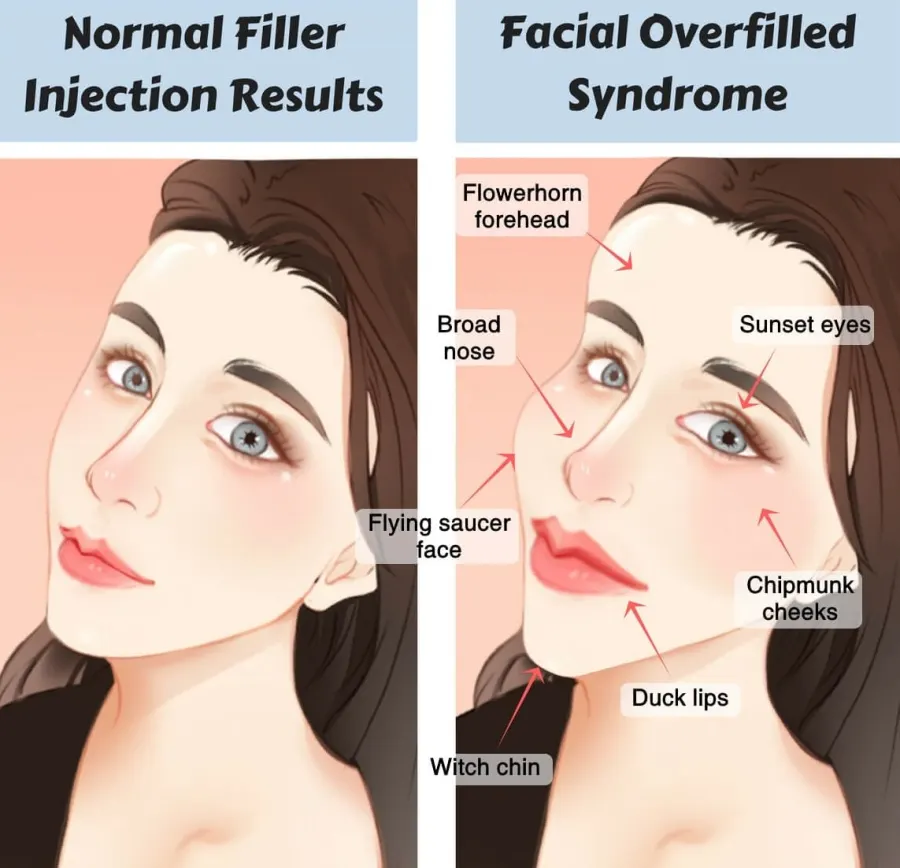 Normal Filler
Injection Results
Facial Overfilled
Syndrome
Flowerhorn
forehead
Broad
nose
Sunset eyes
Flying saucer
face
Chipmunk
cheeks
Duck lips
Witch chin